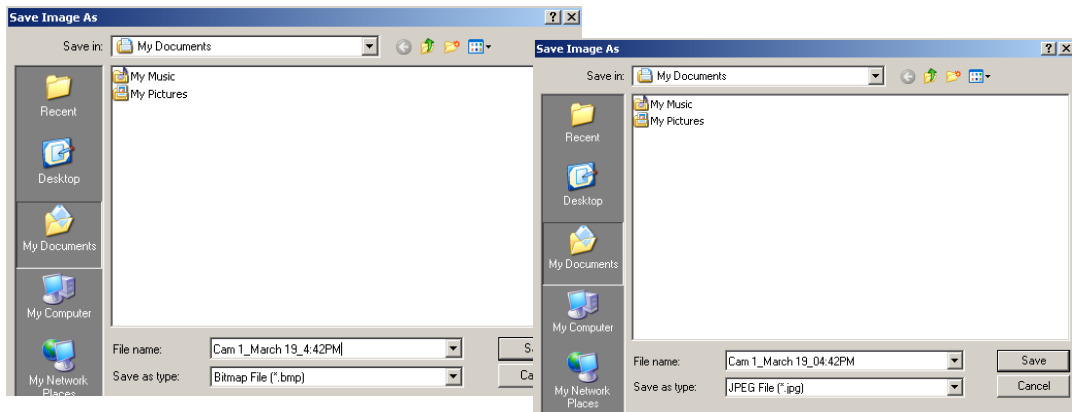 Save Image As
Save in: My Documents
My Music
My Pictures
Recent
Desktop
My Documents
My Computer
My Network
Places
File name: Cam 1_March 19_4:42PM
Save as type: Bitmap File (*.bmp)
Save Image As
Save in: My Documents
My Music
My Pictures
Recent
Desktop
My Documents
My Computer
My Network
Places
File name: Cam 1_March 19_04:42PM Save
Save as type: JPEG File (*.jpg) Cancel